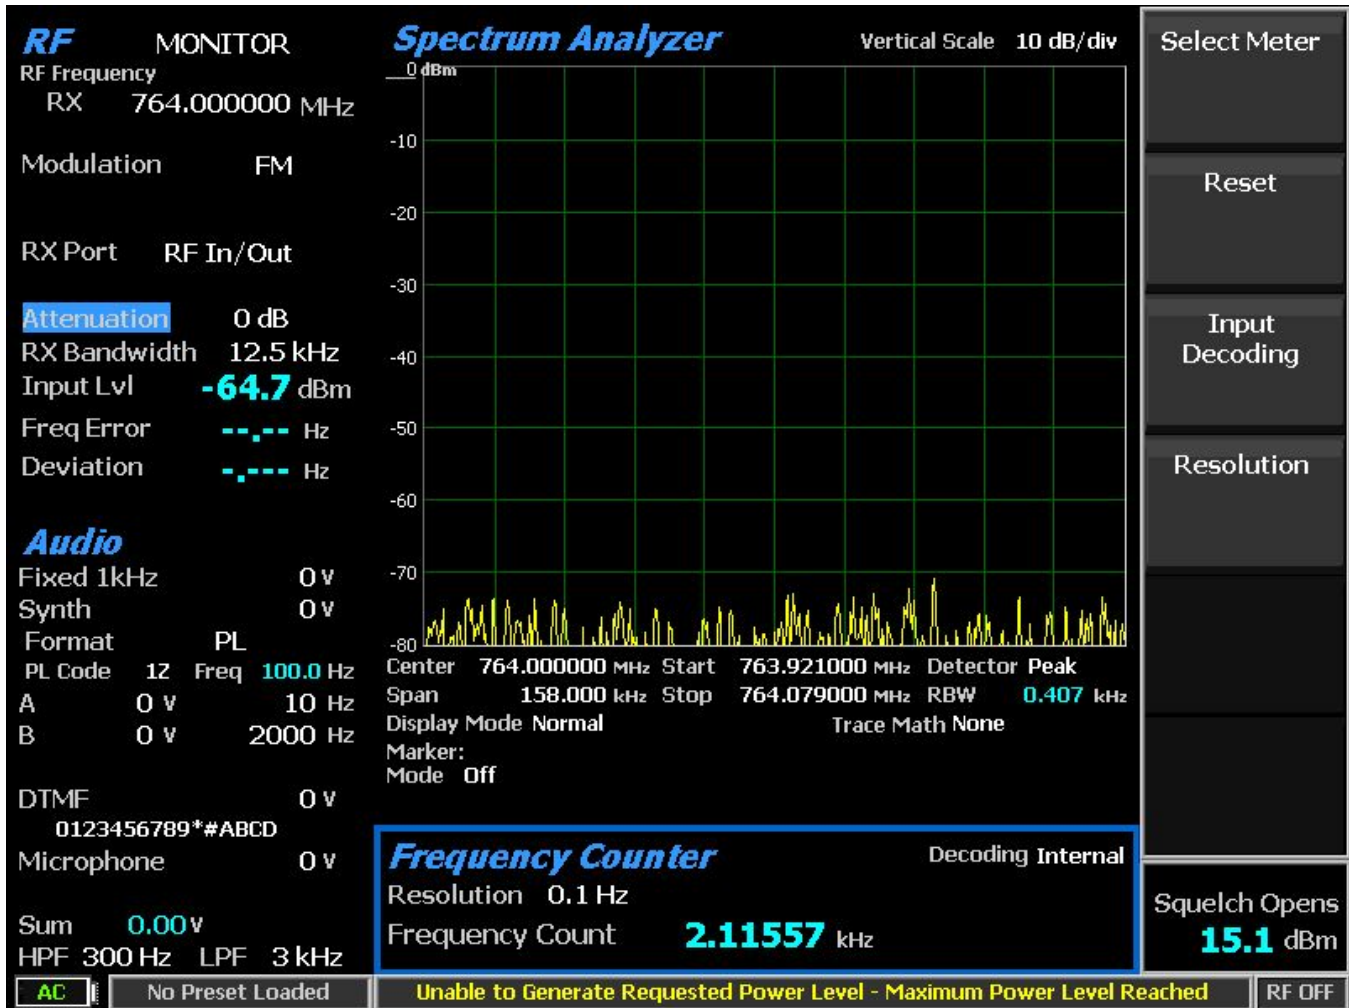 RF MONITOR
RF Frequency
RX 764.000000 MHz
Modulation FM
RX Port RF In/Out
Attenuation 0 dB
RX Bandwidth 12.5 kHz
Input Lvl -64.7 dBm
Freq Error --.-- Hz
Deviation -.--- Hz
Audio
Fixed 1kHz 0 V
Synth 0 V
Format PL
PL Code 1Z Freq 100.0 Hz
A 0 V 10 Hz
B 0 V 2000 Hz
DTMF 0 V
0123456789*#ABCD
Microphone 0 V
Sum 0.00 V
HPF 300 Hz LPF 3 kHz
Spectrum Analyzer Vertical Scale 10 dB/div
0 dBm
-10
-20
-30
-40
-50
-60
-70
-80
Center 764.000000 MHz Start 763.921000 MHz Detector Peak
Span 158.000 kHz Stop 764.079000 MHz RBW 0.407 kHz
Display Mode Normal Trace Math None
Marker:
Mode Off
Frequency Counter Decoding Internal
Resolution 0.1 Hz
Frequency Count 2.11557 kHz
Select Meter
Reset
Input
Decoding
Resolution
Squelch Opens
15.1 dBm
AC No Preset Loaded Unable to Generate Requested Power Level - Maximum Power Level Reached RF OFF